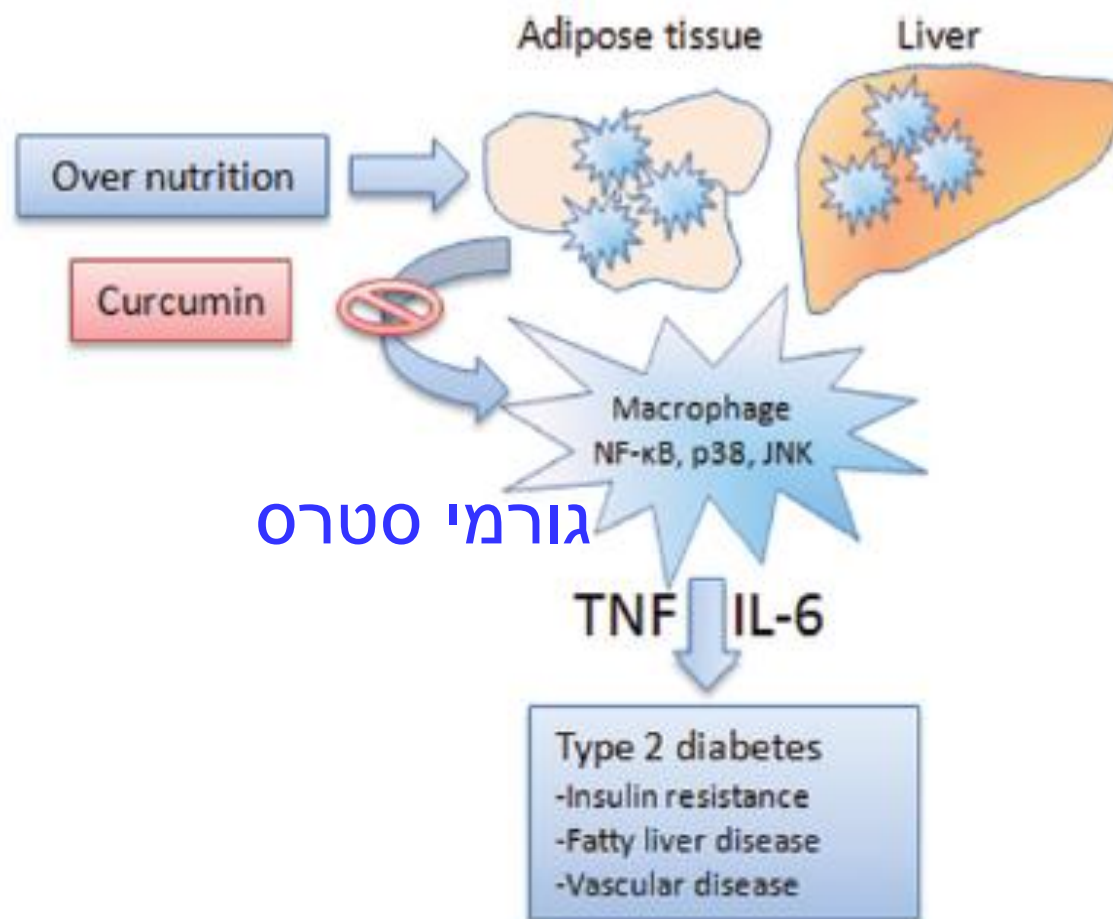 Adipose tissue
Liver
Over nutrition
Curcumin
Macrophage
NF-κB, p38, JNK
גורמי סטרס
TNF IL-6
Type 2 diabetes
-Insulin resistance
-Fatty liver disease
-Vascular disease